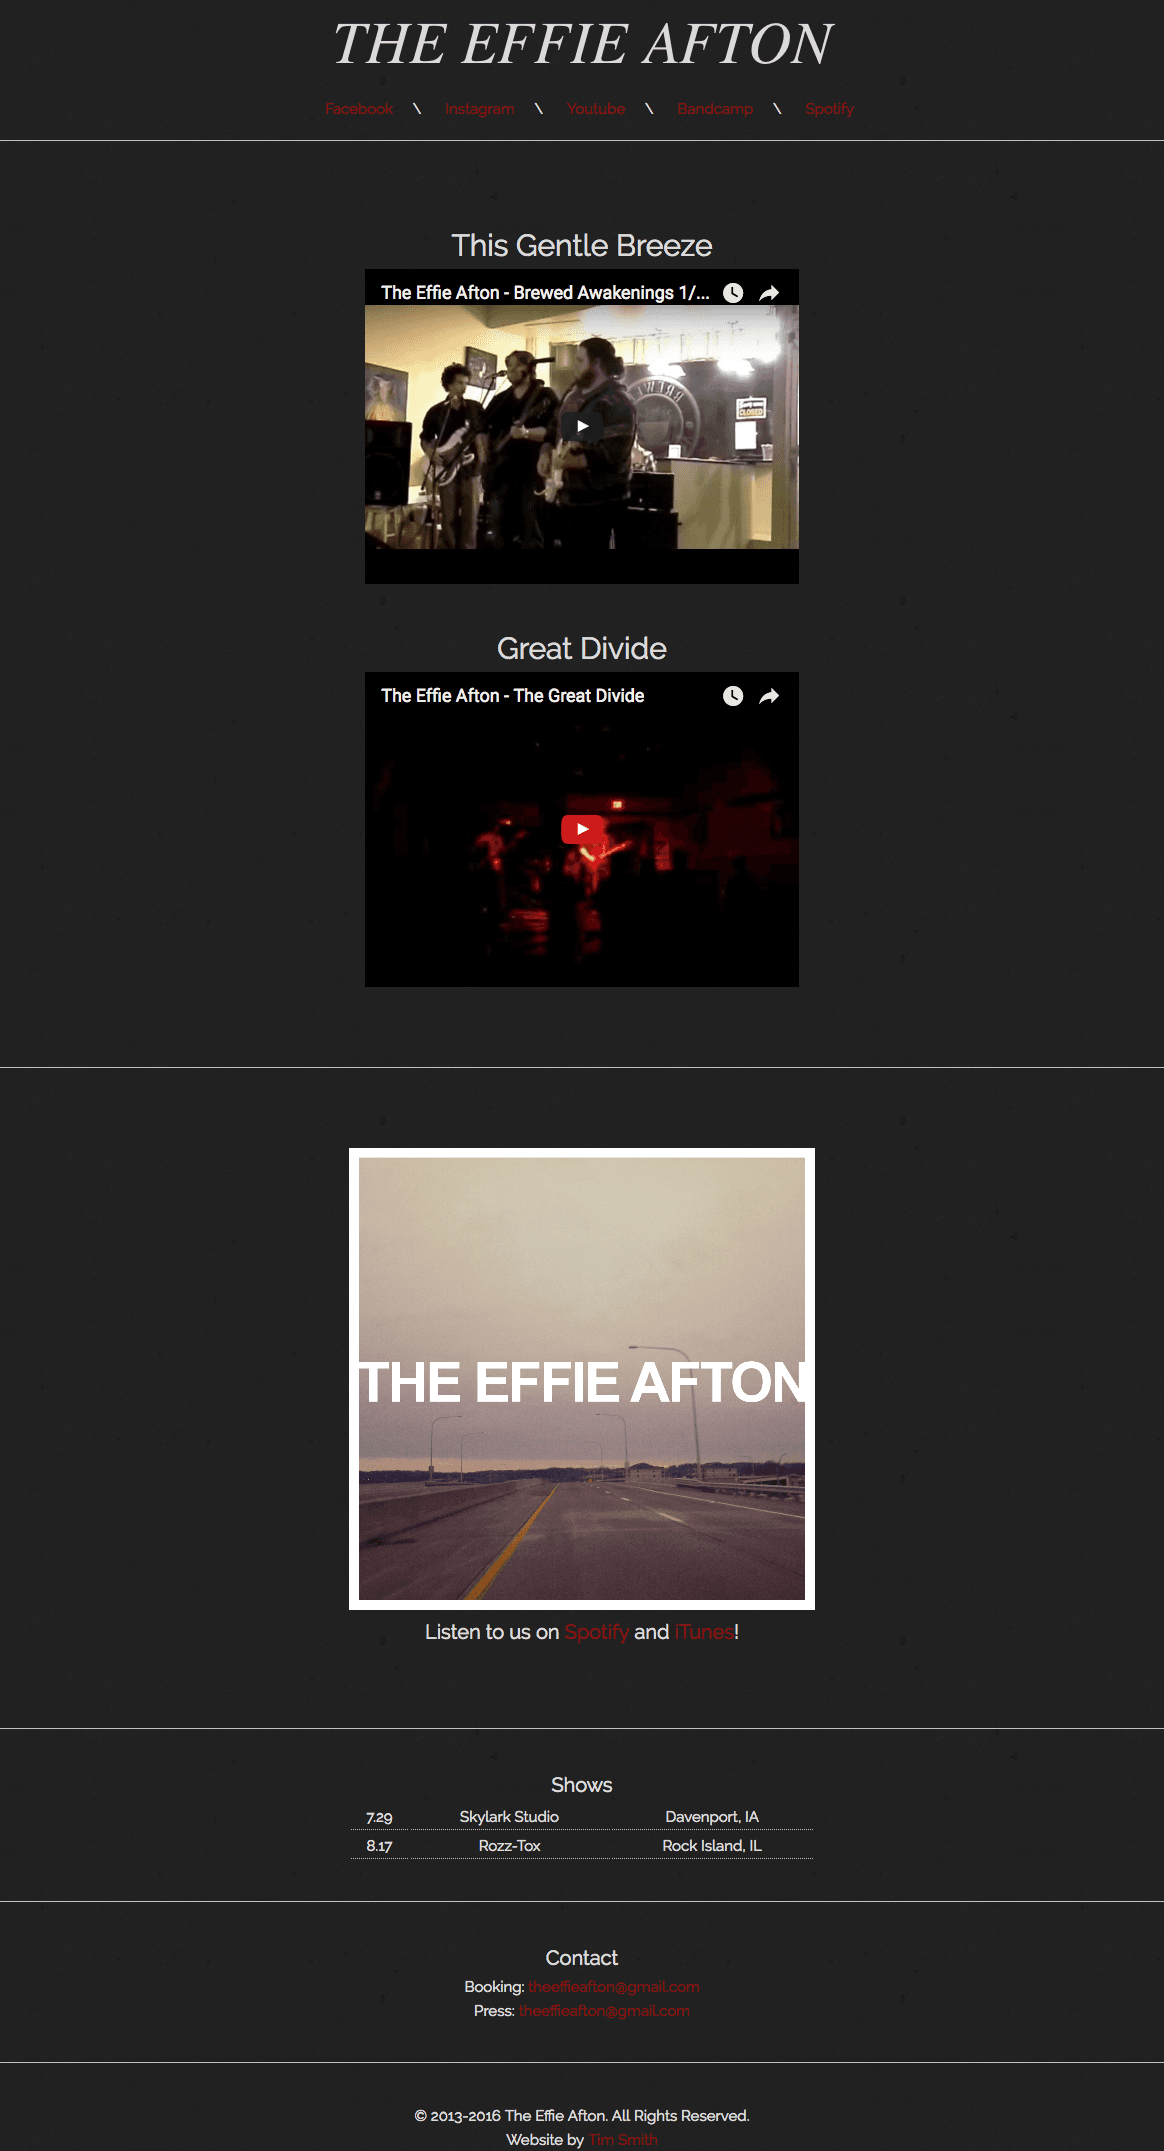 THE EFFIE AFTON
Facebook \ Instagram \ Youtube \ Bandcamp \ Spotify
This Gentle Breeze
The Effie Afton - Brewed Awakenings 1/...
CLOSED
Great Divide
The Effie Afton - The Great Divide
THE EFFIE AFTON
Listen to us on Spotify and iTunes!
Shows
7.29 Skylark Studio Davenport, IA
8.17 Rozz-Tox Rock Island, IL
Contact
Booking: theeffieafton@gmail.com
Press: theeffieafton@gmail.com
© 2013-2016 The Effie Afton. All Rights Reserved.
Website by Tim Smith